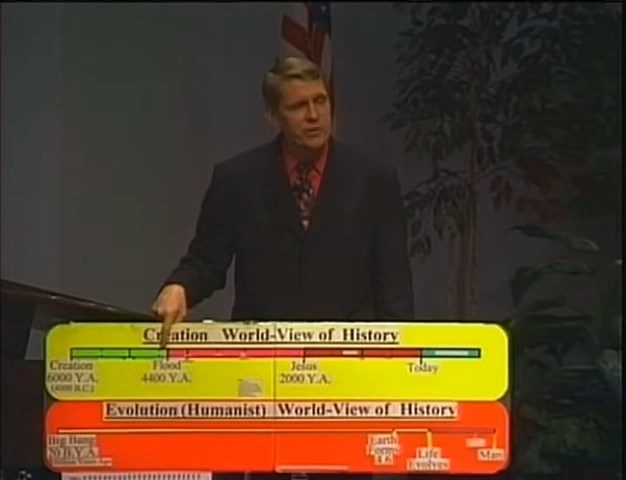 Creation World-View of History
Creation Flood Jesus Today
6000 Y.A. 4400 Y.A. 2000 Y.A.
(4000 B.C.)
Evolution (Humanist) World-View of History
Big Bang Earth Man
20 B.Y.A. Forms Life
Evolves